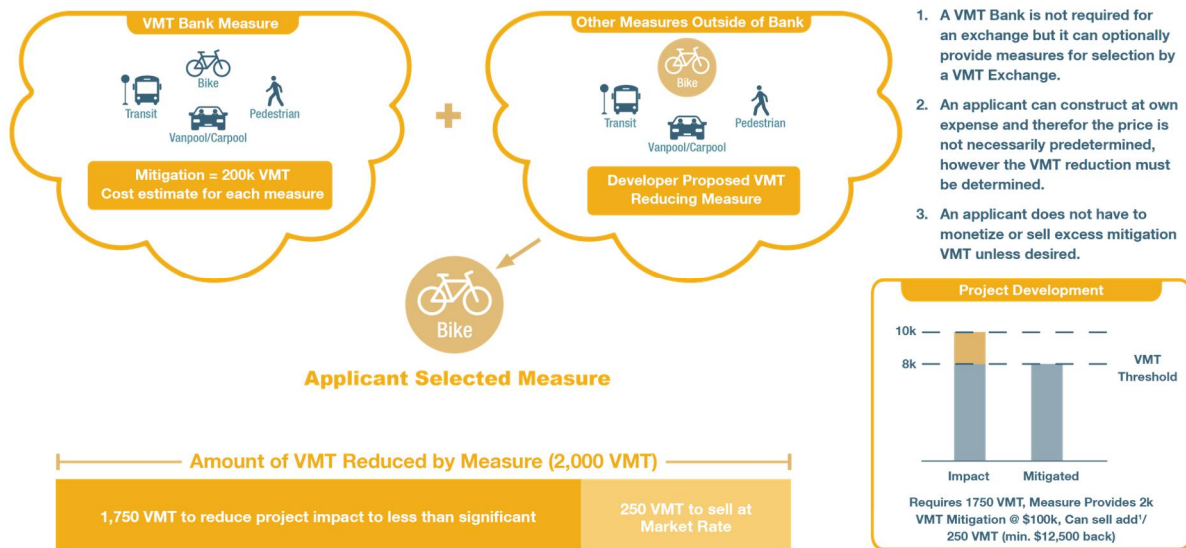 VMT Bank Measure
Bike
Transit
Pedestrian
Vanpool/Carpool
Mitigation = 200k VMT
Cost estimate for each measure
Other Measures Outside of Bank
Bike
Transit
Pedestrian
Vanpool/Carpool
Developer Proposed VMT
Reducing Measure
Bike
Applicant Selected Measure
Amount of VMT Reduced by Measure (2,000 VMT)
1,750 VMT to reduce project impact to less than significant
250 VMT to sell at
Market Rate
1. A VMT Bank is not required for
an exchange but it can optionally
provide measures for selection by
a VMT Exchange.
2. An applicant can construct at own
expense and therefor the price is
not necessarily predetermined,
however the VMT reduction must
be determined.
3. An applicant does not have to
monetize or sell excess mitigation
VMT unless desired.
Project Development
10k
8k
VMT
Threshold
Impact
Mitigated
Requires 1750 VMT, Measure Provides 2k
VMT Mitigation @ $100k, Can sell add'/
250 VMT (min. $12,500 back)